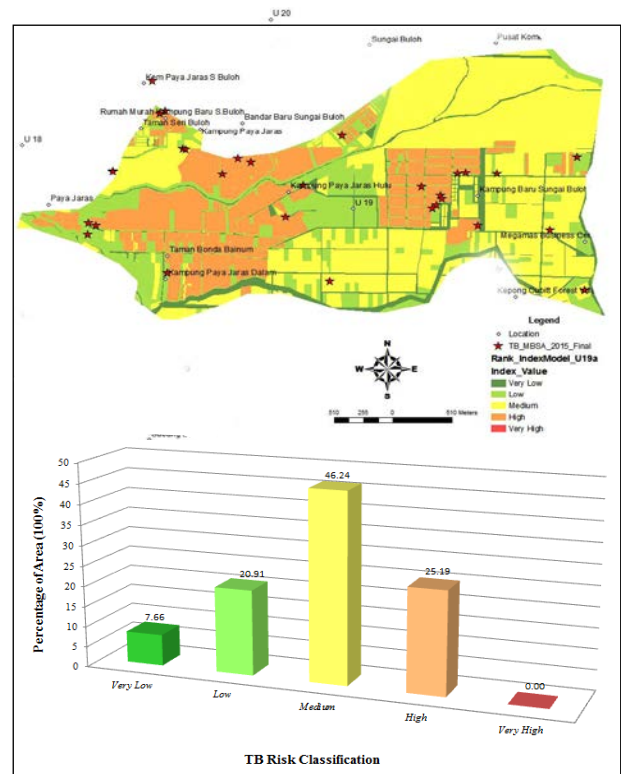 U 20
Sungai Buloh
Pusat Kom
Kem Paya Jaras S Buloh
Rumah Murah Kampung Baru S.Buloh
Bandar Baru Sungai Buloh
Taman Seri Buloh
Kampung Paya Jaras
U 18
Kampung Paya Jaras Hulu
Kampung Baru Sungai Buloh
Paya Jaras
U 19
Megamas Business Cen
Taman Bonda Bainum
Kampung Paya Jaras Dalam
Kepong Cubitt Forest
Legend
Location
TB_MBSA_2015_Final
Rank_IndexModel_U19a
Index_Value
Very Low
Low
Medium
High
Very High
N
W
E
S
510
255
0
510 Meters
Percentage of Area (100%)
50
45
40
35
30
25
20
15
10
5
0
7.66
20.91
46.24
25.19
0.00
Very Low
Low
Medium
High
Very High
TB Risk Classification